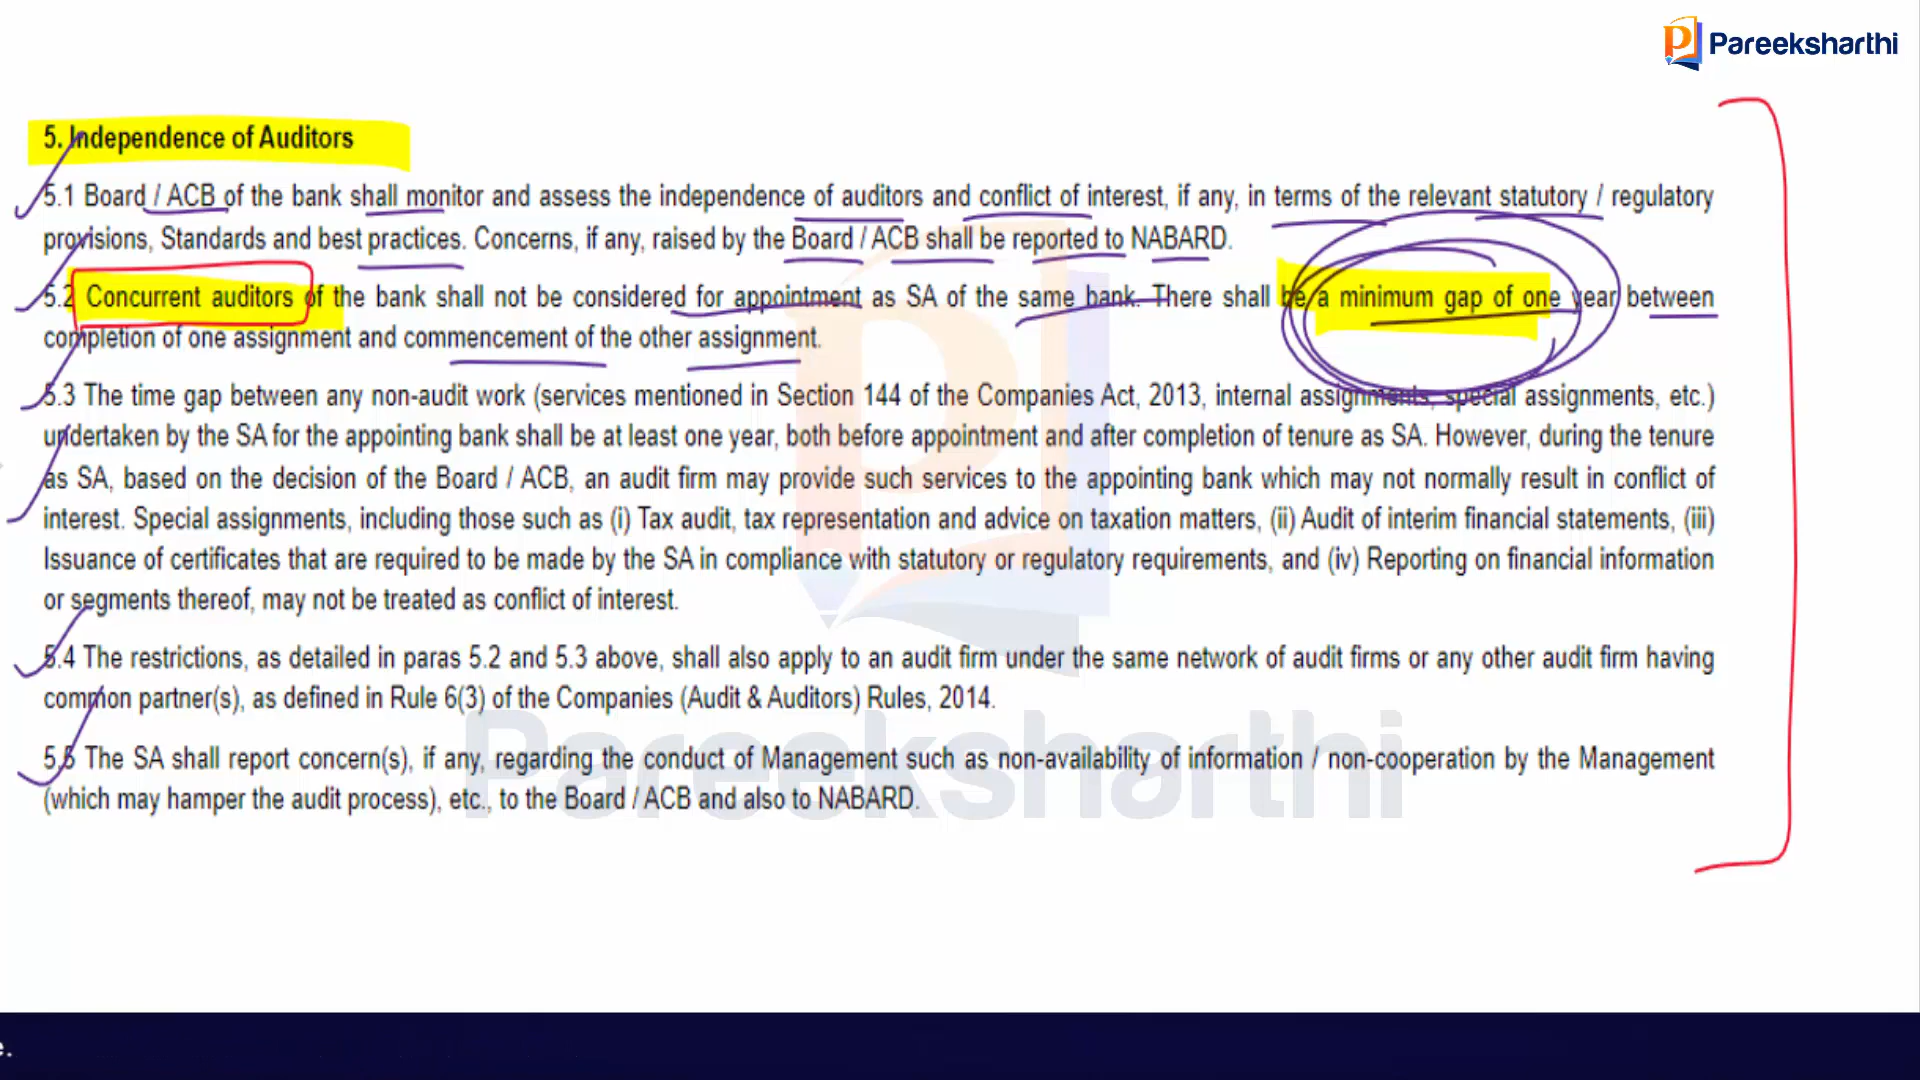 Pareeksharthi
5. Independence of Auditors
5.1 Board / ACB of the bank shall monitor and assess the independence of auditors and conflict of interest, if any, in terms of the relevant statutory / regulatory
provisions, Standards and best practices. Concerns, if any, raised by the Board / ACB shall be reported to NABARD.
5.2 Concurrent auditors of the bank shall not be considered for appointment as SA of the same bank. There shall be a minimum gap of one year between
completion of one assignment and commencement of the other assignment.
5.3 The time gap between any non-audit work (services mentioned in Section 144 of the Companies Act, 2013, internal assignments, special assignments, etc.)
undertaken by the SA for the appointing bank shall be at least one year, both before appointment and after completion of tenure as SA. However, during the tenure
as SA, based on the decision of the Board / ACB, an audit firm may provide such services to the appointing bank which may not normally result in conflict of
interest. Special assignments, including those such as (i) Tax audit, tax representation and advice on taxation matters, (ii) Audit of interim financial statements, (iii)
Issuance of certificates that are required to be made by the SA in compliance with statutory or regulatory requirements, and (iv) Reporting on financial information
or segments thereof, may not be treated as conflict of interest.
5.4 The restrictions, as detailed in paras 5.2 and 5.3 above, shall also apply to an audit firm under the same network of audit firms or any other audit firm having
common partner(s), as defined in Rule 6(3) of the Companies (Audit & Auditors) Rules, 2014.
Pareeksharthi
5.5 The SA shall report concern(s), if any, regarding the conduct of Management such as non-availability of information / non-cooperation by the Management
(which may hamper the audit process), etc., to the Board / ACB and also to NABARD.
e.